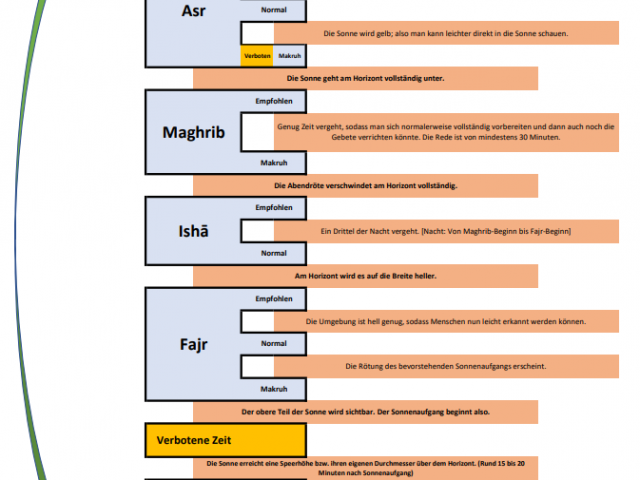 Asr
Normal
Die Sonne wird gelb; also man kann leichter direkt in die Sonne schauen.
Verboten Makruh
Die Sonne geht am Horizont vollständig unter.
Empfohlen
Maghrib
Genug Zeit vergeht, sodass man sich normalerweise vollständig vorbereiten und dann auch noch die
Gebete verrichten könnte. Die Rede ist von mindestens 30 Minuten.
Makruh
Die Abendröte verschwindet am Horizont vollständig.
Empfohlen
Ishā
Ein Drittel der Nacht vergeht. [Nacht: Von Maghrib-Beginn bis Fajr-Beginn]
Normal
Am Horizont wird es auf die Breite heller.
Empfohlen
Die Umgebung ist hell genug, sodass Menschen nun leicht erkannt werden können.
Fajr
Normal
Die Rötung des bevorstehenden Sonnenaufgangs erscheint.
Makruh
Der obere Teil der Sonne wird sichtbar. Der Sonnenaufgang beginnt also.
Verbotene Zeit
Die Sonne erreicht eine Speerhöhe bzw. ihren eigenen Durchmesser über dem Horizont. (Rund 15 bis 20
Minuten nach Sonnenaufgang)